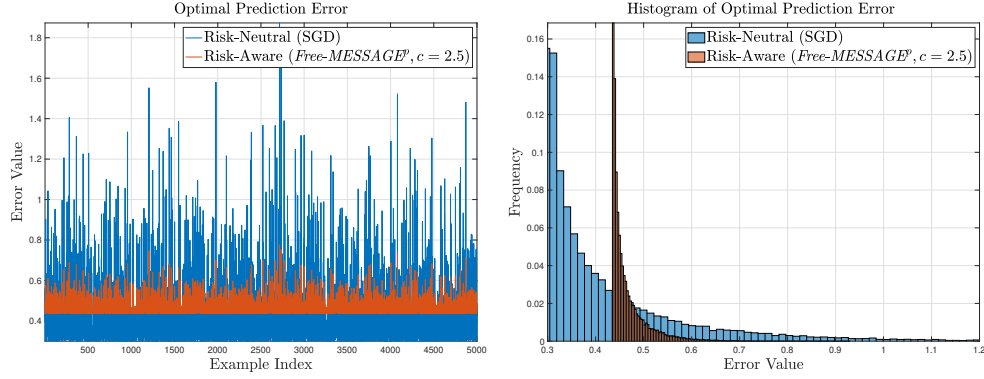 Optimal Prediction Error
Risk-Neutral (SGD)
Risk-Aware (Free-MESSAGEᵖ, c = 2.5)
Error Value
1.8
1.6
1.4
1.2
1
0.8
0.6
0.4
500 1000 1500 2000 2500 3000 3500 4000 4500 5000
Example Index
Histogram of Optimal Prediction Error
Risk-Neutral (SGD)
Risk-Aware (Free-MESSAGEᵖ, c = 2.5)
Frequency
0.16
0.14
0.12
0.1
0.08
0.06
0.04
0.02
0
0.3 0.4 0.5 0.6 0.7 0.8 0.9 1 1.1 1.2
Error Value